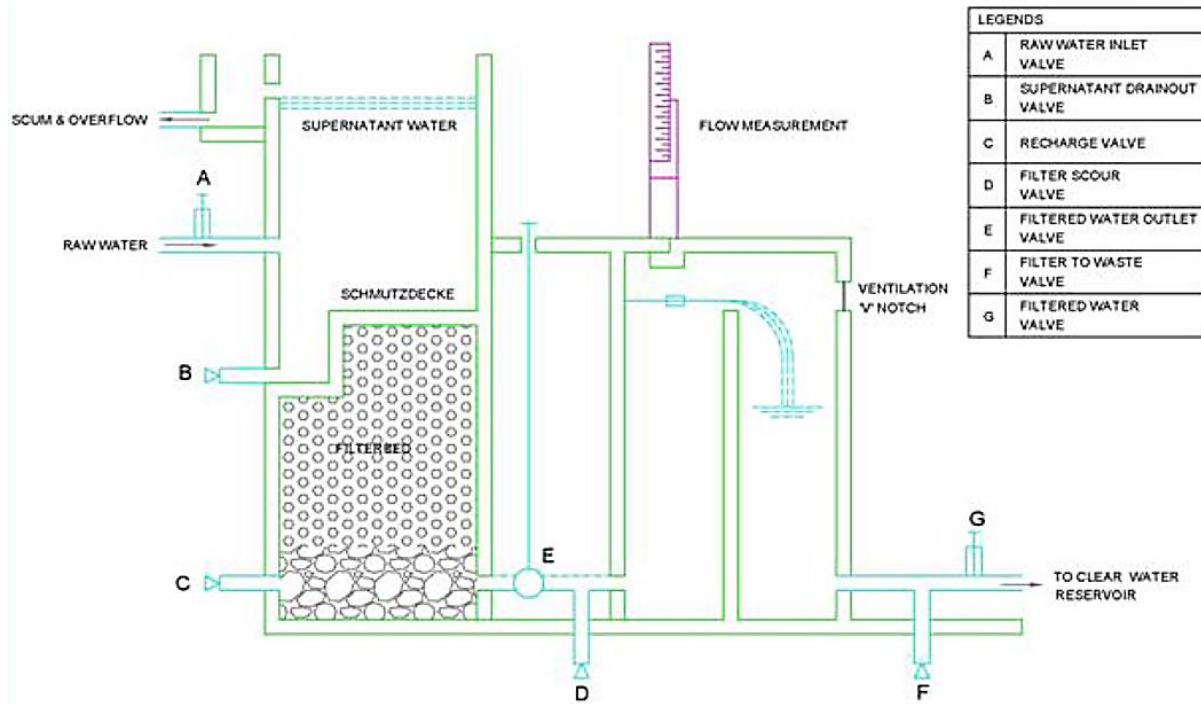 LEGENDS
A
RAW WATER INLET
VALVE
B
SUPERNATANT DRAINOUT
VALVE
C
RECHARGE VALVE
D
FILTER SCOUR
VALVE
E
FILTERED WATER OUTLET
VALVE
F
FILTER TO WASTE
VALVE
G
FILTERED WATER
VALVE
SCUM & OVERFLOW
SUPERNATANT WATER
FLOW MEASUREMENT
A
RAW WATER
SCHMUTZDECKE
VENTILATION
'V' NOTCH
B
FILTERBED
C
E
G
TO CLEAR WATER
RESERVOIR
D
F